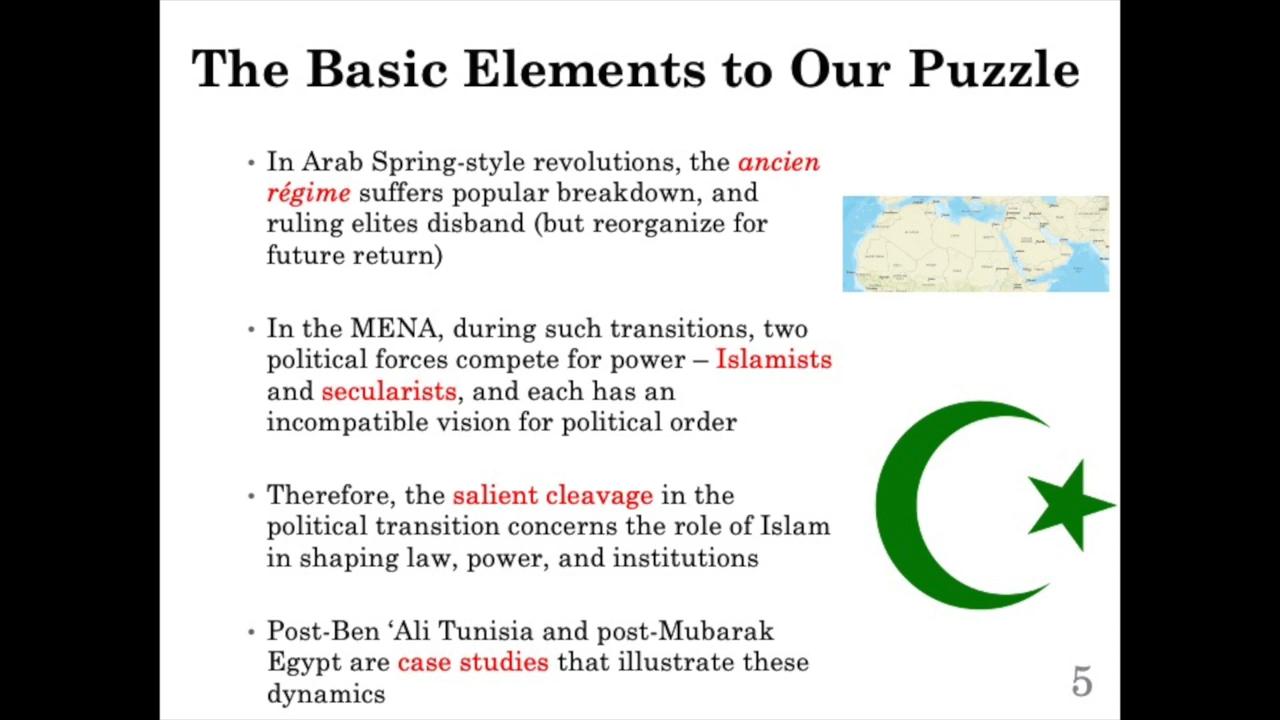 The Basic Elements to Our Puzzle
• In Arab Spring-style revolutions, the ancien
régime suffers popular breakdown, and
ruling elites disband (but reorganize for
future return)
• In the MENA, during such transitions, two
political forces compete for power – Islamists
and secularists, and each has an
incompatible vision for political order
• Therefore, the salient cleavage in the
political transition concerns the role of Islam
in shaping law, power, and institutions
• Post-Ben ‘Ali Tunisia and post-Mubarak
Egypt are case studies that illustrate these
dynamics
5